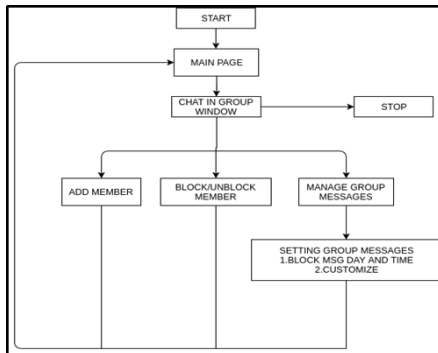 START
MAIN PAGE
CHAT IN GROUP
WINDOW
STOP
ADD MEMBER
BLOCK/UNBLOCK
MEMBER
MANAGE GROUP
MESSAGES
SETTING GROUP MESSAGES
1.BLOCK MSG DAY AND TIME
2.CUSTOMIZE